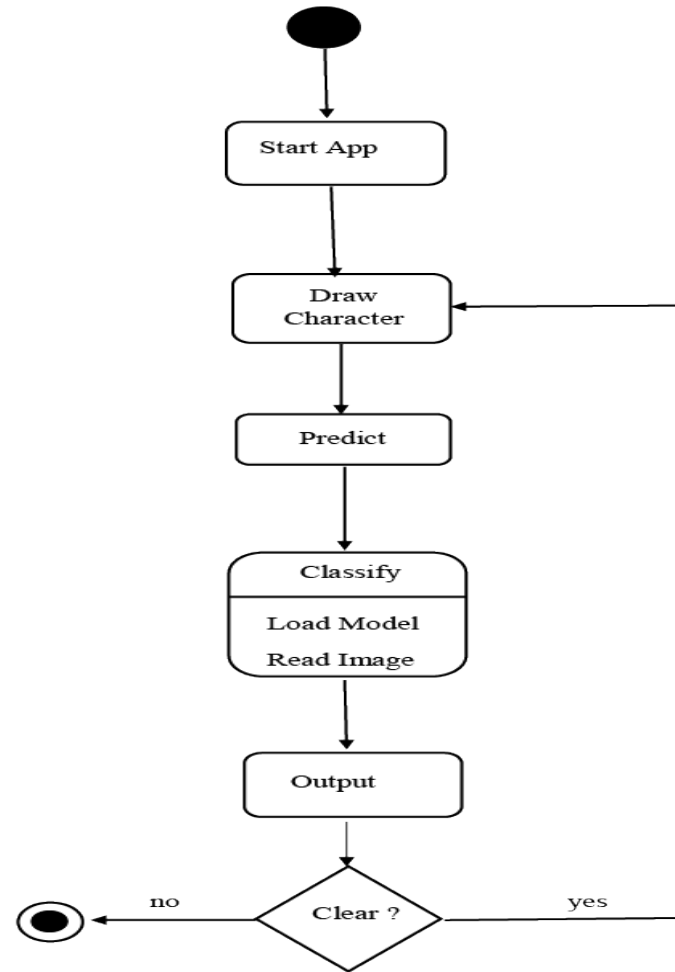 Start App
Draw
Character
Predict
Classify
Load Model
Read Image
Output
Clear ?
no
yes